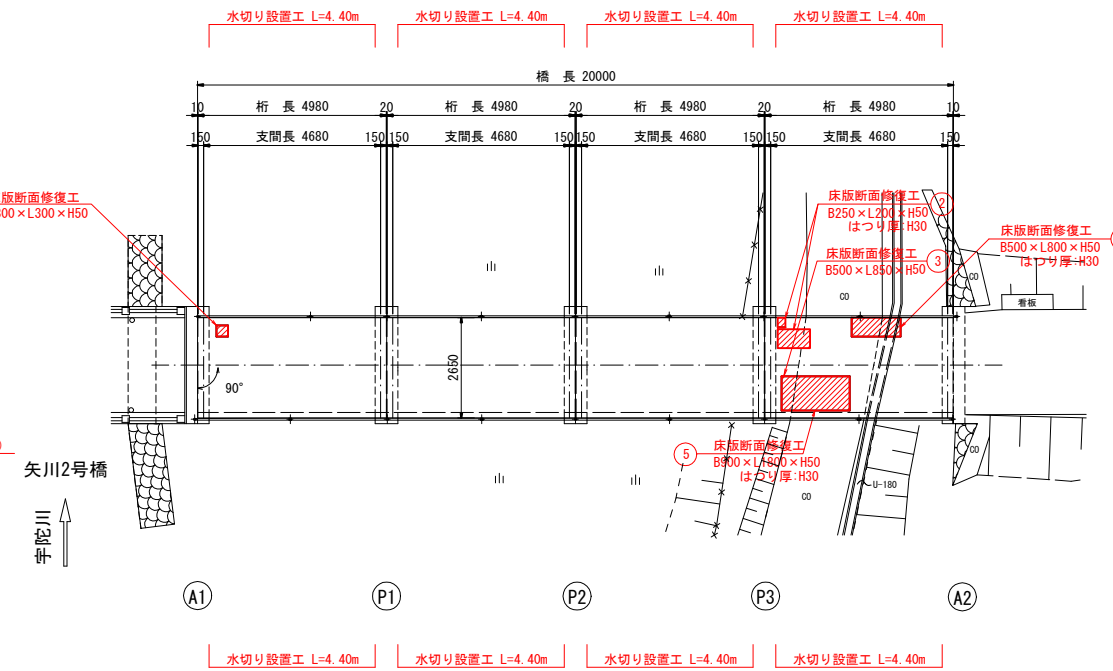 水切り設置工 L=4.40m
水切り設置工 L=4.40m
水切り設置工 L=4.40m
水切り設置工 L=4.40m
橋 長 20000
10
桁 長 4980
20
桁 長 4980
20
桁 長 4980
20
桁 長 4980
10
150
支間長 4680
150
150
支間長 4680
150
150
支間長 4680
150
150
支間長 4680
150
版断面修復工
00×L300×H50
床版断面修復工
B250×L200×H50
はつり厚:H30
2
床版断面修復工
B500×L850×H50
3
床版断面修復工
B500×L800×H50
はつり厚:H30
CO
CO
看板
2650
90°
5
床版断面修復工
B900×L1800×H50
はつり厚:H30
CO
CO
U-180
矢川2号橋
宇陀川
A1
P1
P2
P3
A2
水切り設置工 L=4.40m
水切り設置工 L=4.40m
水切り設置工 L=4.40m
水切り設置工 L=4.40m